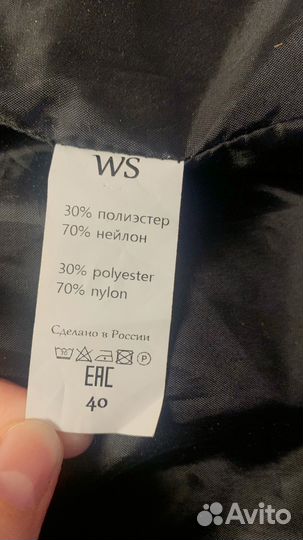 WS
30% полиэстер
70% нейлон
30% polyester
70% nylon
Сделано в России
EAC
40
Avito